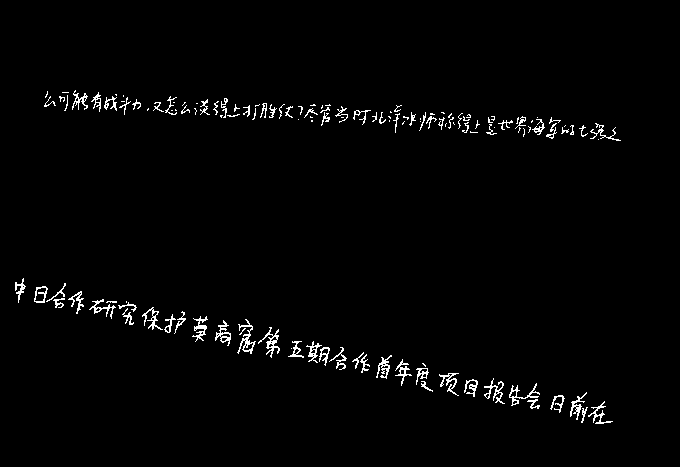 公可能有战斗力，又怎么谈得上打胜仗？尽管当时北洋水师称得上是世界海军的七强之
中日合作研究保护莫高窟第五期合作首年度项目报告会日前在